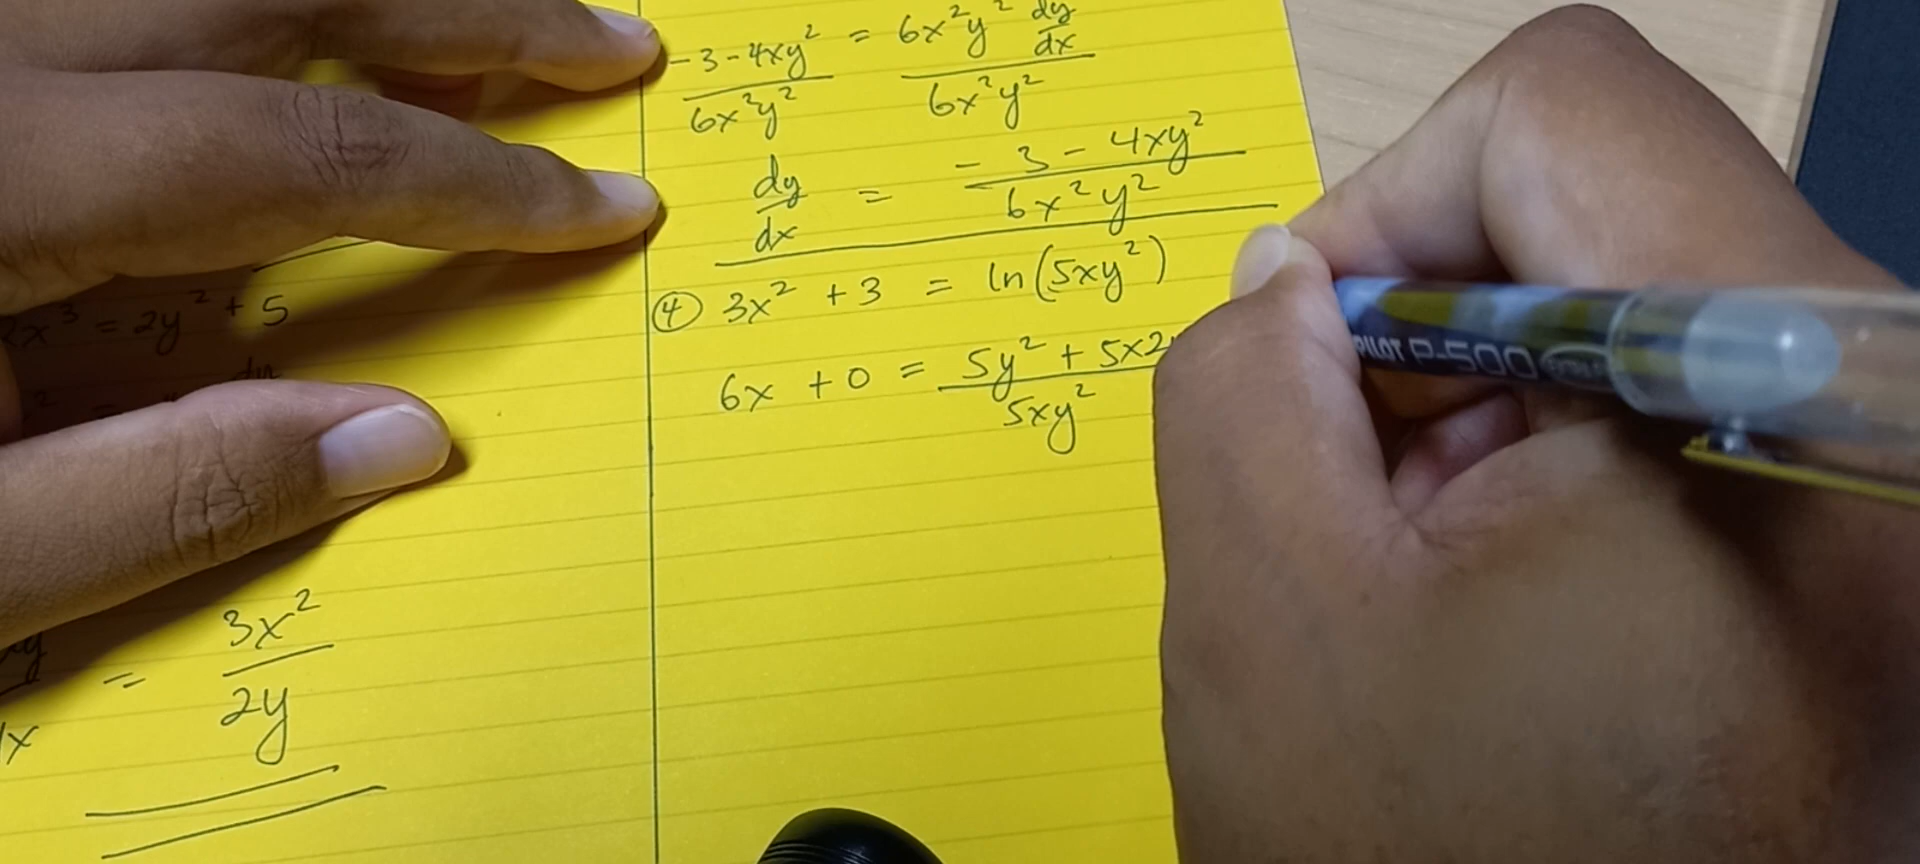 2x³ = 2y² + 5
= 3x²/2y
-3-4xy²/6x²y² = 6x²y² dy/dx/6x²y²
dy/dx = -3-4xy²/6x²y²
④ 3x² + 3 = ln(5xy²)
6x + 0 = 5y² + 5x2/5xy²
PILOT P-500